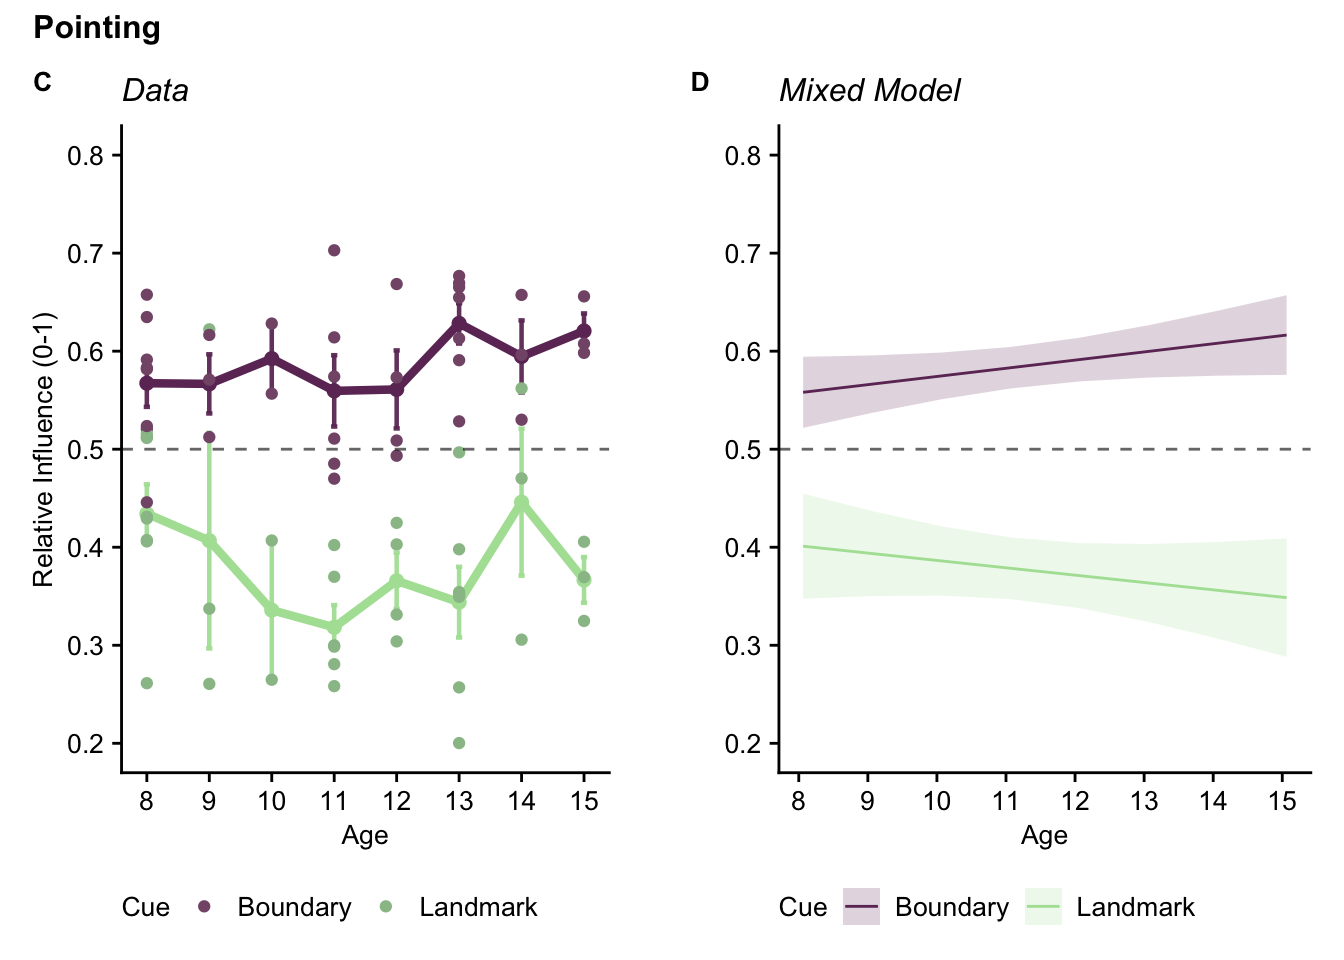 Pointing
C
Data
0.8
0.7
0.6
0.5
0.4
0.3
0.2
Relative Influence (0-1)
8 9 10 11 12 13 14 15
Age
Cue Boundary Landmark
D
Mixed Model
0.8
0.7
0.6
0.5
0.4
0.3
0.2
8 9 10 11 12 13 14 15
Age
Cue Boundary Landmark